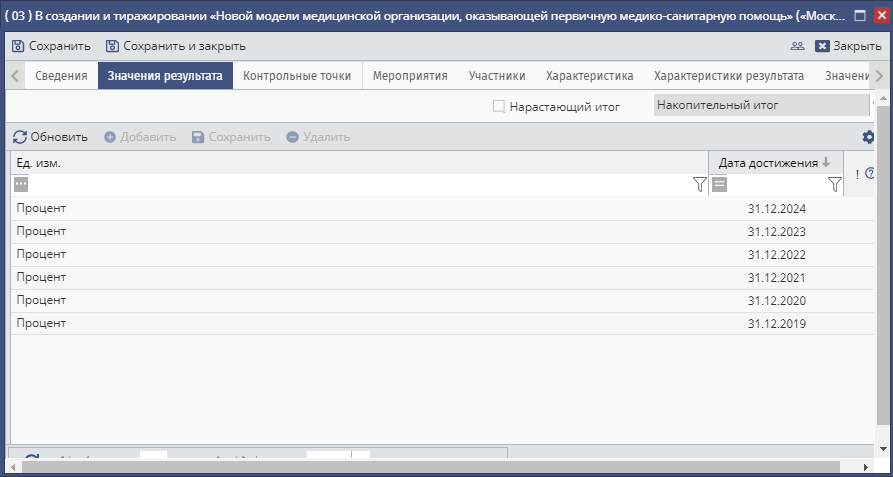 ( 03 ) В создании и тиражировании «Новой модели медицинской организации, оказывающей первичную медико-санитарную помощь» («Моск...
Сохранить Сохранить и закрыть Закрыть
Сведения Значения результата Контрольные точки Мероприятия Участники Характеристика Характеристики результата Значени
Нарастающий итог Накопительный итог
Обновить Добавить Сохранить Удалить
Ед. изм. Дата достижения
!
Процент 31.12.2024
Процент 31.12.2023
Процент 31.12.2022
Процент 31.12.2021
Процент 31.12.2020
Процент 31.12.2019